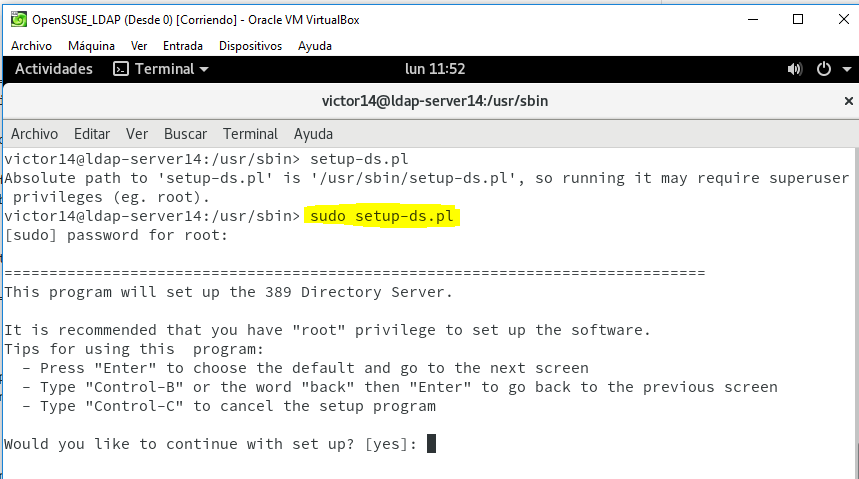 OpenSUSE_LDAP (Desde 0) [Corriendo] - Oracle VM VirtualBox
Archivo Máquina Ver Entrada Dispositivos Ayuda
Actividades Terminal lun 11:52
victor14@ldap-server14:/usr/sbin
Archivo Editar Ver Buscar Terminal Ayuda
victor14@ldap-server14:/usr/sbin> setup-ds.pl
Absolute path to 'setup-ds.pl' is '/usr/sbin/setup-ds.pl', so running it may require superuser
privileges (eg. root).
victor14@ldap-server14:/usr/sbin> sudo setup-ds.pl
[sudo] password for root:
==============================================================================
This program will set up the 389 Directory Server.
It is recommended that you have "root" privilege to set up the software.
Tips for using this  program:
- Press "Enter" to choose the default and go to the next screen
- Type "Control-B" or the word "back" then "Enter" to go back to the previous screen
- Type "Control-C" to cancel the setup program
Would you like to continue with set up? [yes]: